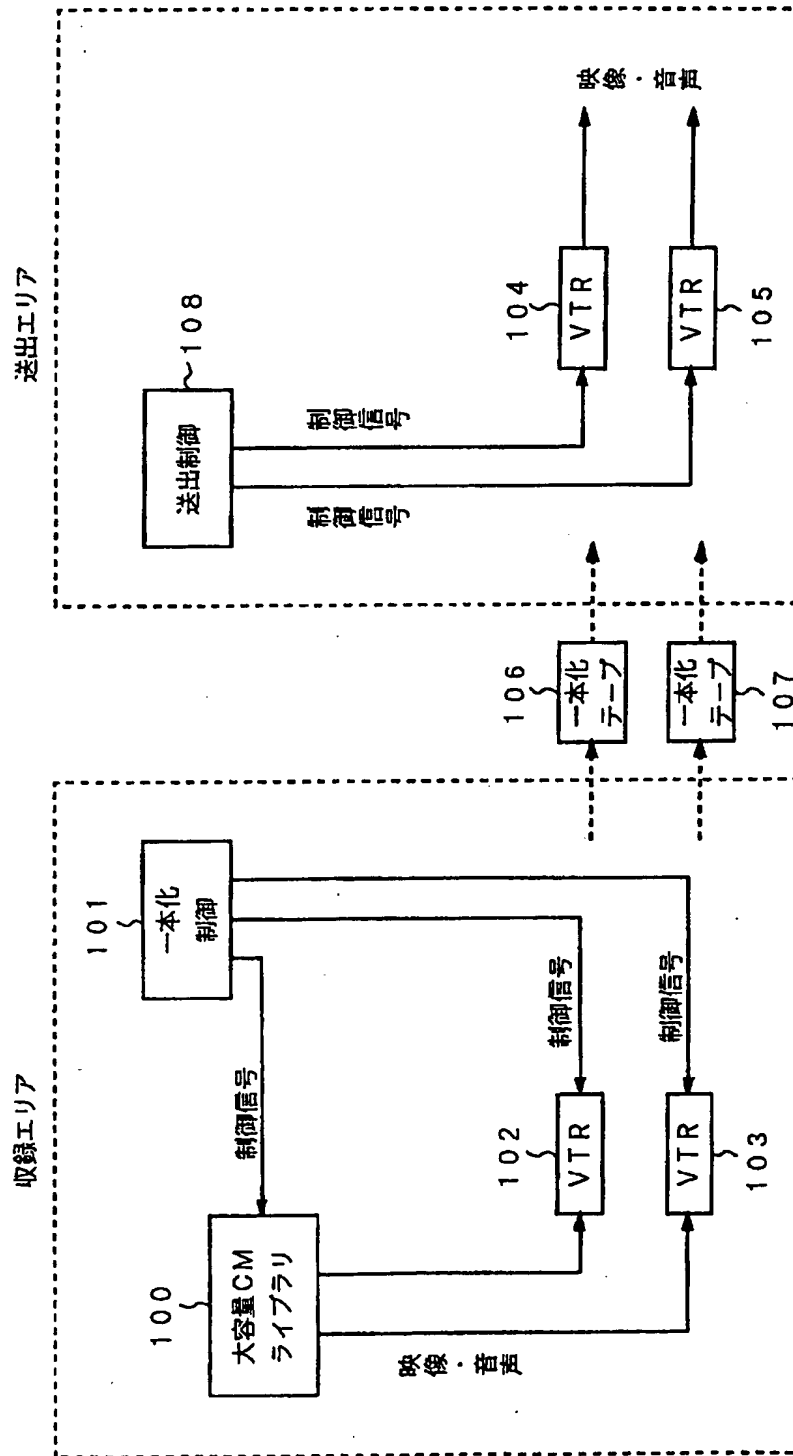 収録エリア
100
大容量CM
ライブラリ
制御信号
101
一本化
制御
映像・音声
102
VTR
制御信号
103
VTR
制御信号
106
一本化
テープ
107
一本化
テープ
送出エリア
送出制御
108
制御信号
制御信号
104
VTR
105
VTR
映像・音声